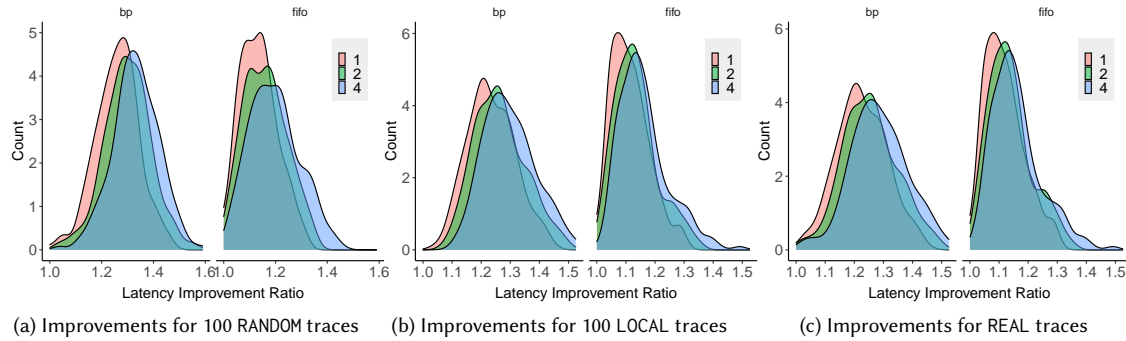 bp
fifo
5
4
3
2
1
0
Count
1
2
4
1.0
1.2
1.4
1.6
1.0
1.2
1.4
1.6
Latency Improvement Ratio
(a) Improvements for 100 RANDOM traces
bp
fifo
6
4
2
0
Count
1
2
4
1.0 1.1 1.2 1.3 1.4 1.5
1.0 1.1 1.2 1.3 1.4 1.5
Latency Improvement Ratio
(b) Improvements for 100 LOCAL traces
bp
fifo
6
4
2
0
Count
1
2
4
1.0 1.1 1.2 1.3 1.4 1.5
1.0 1.1 1.2 1.3 1.4 1.5
Latency Improvement Ratio
(c) Improvements for REAL traces